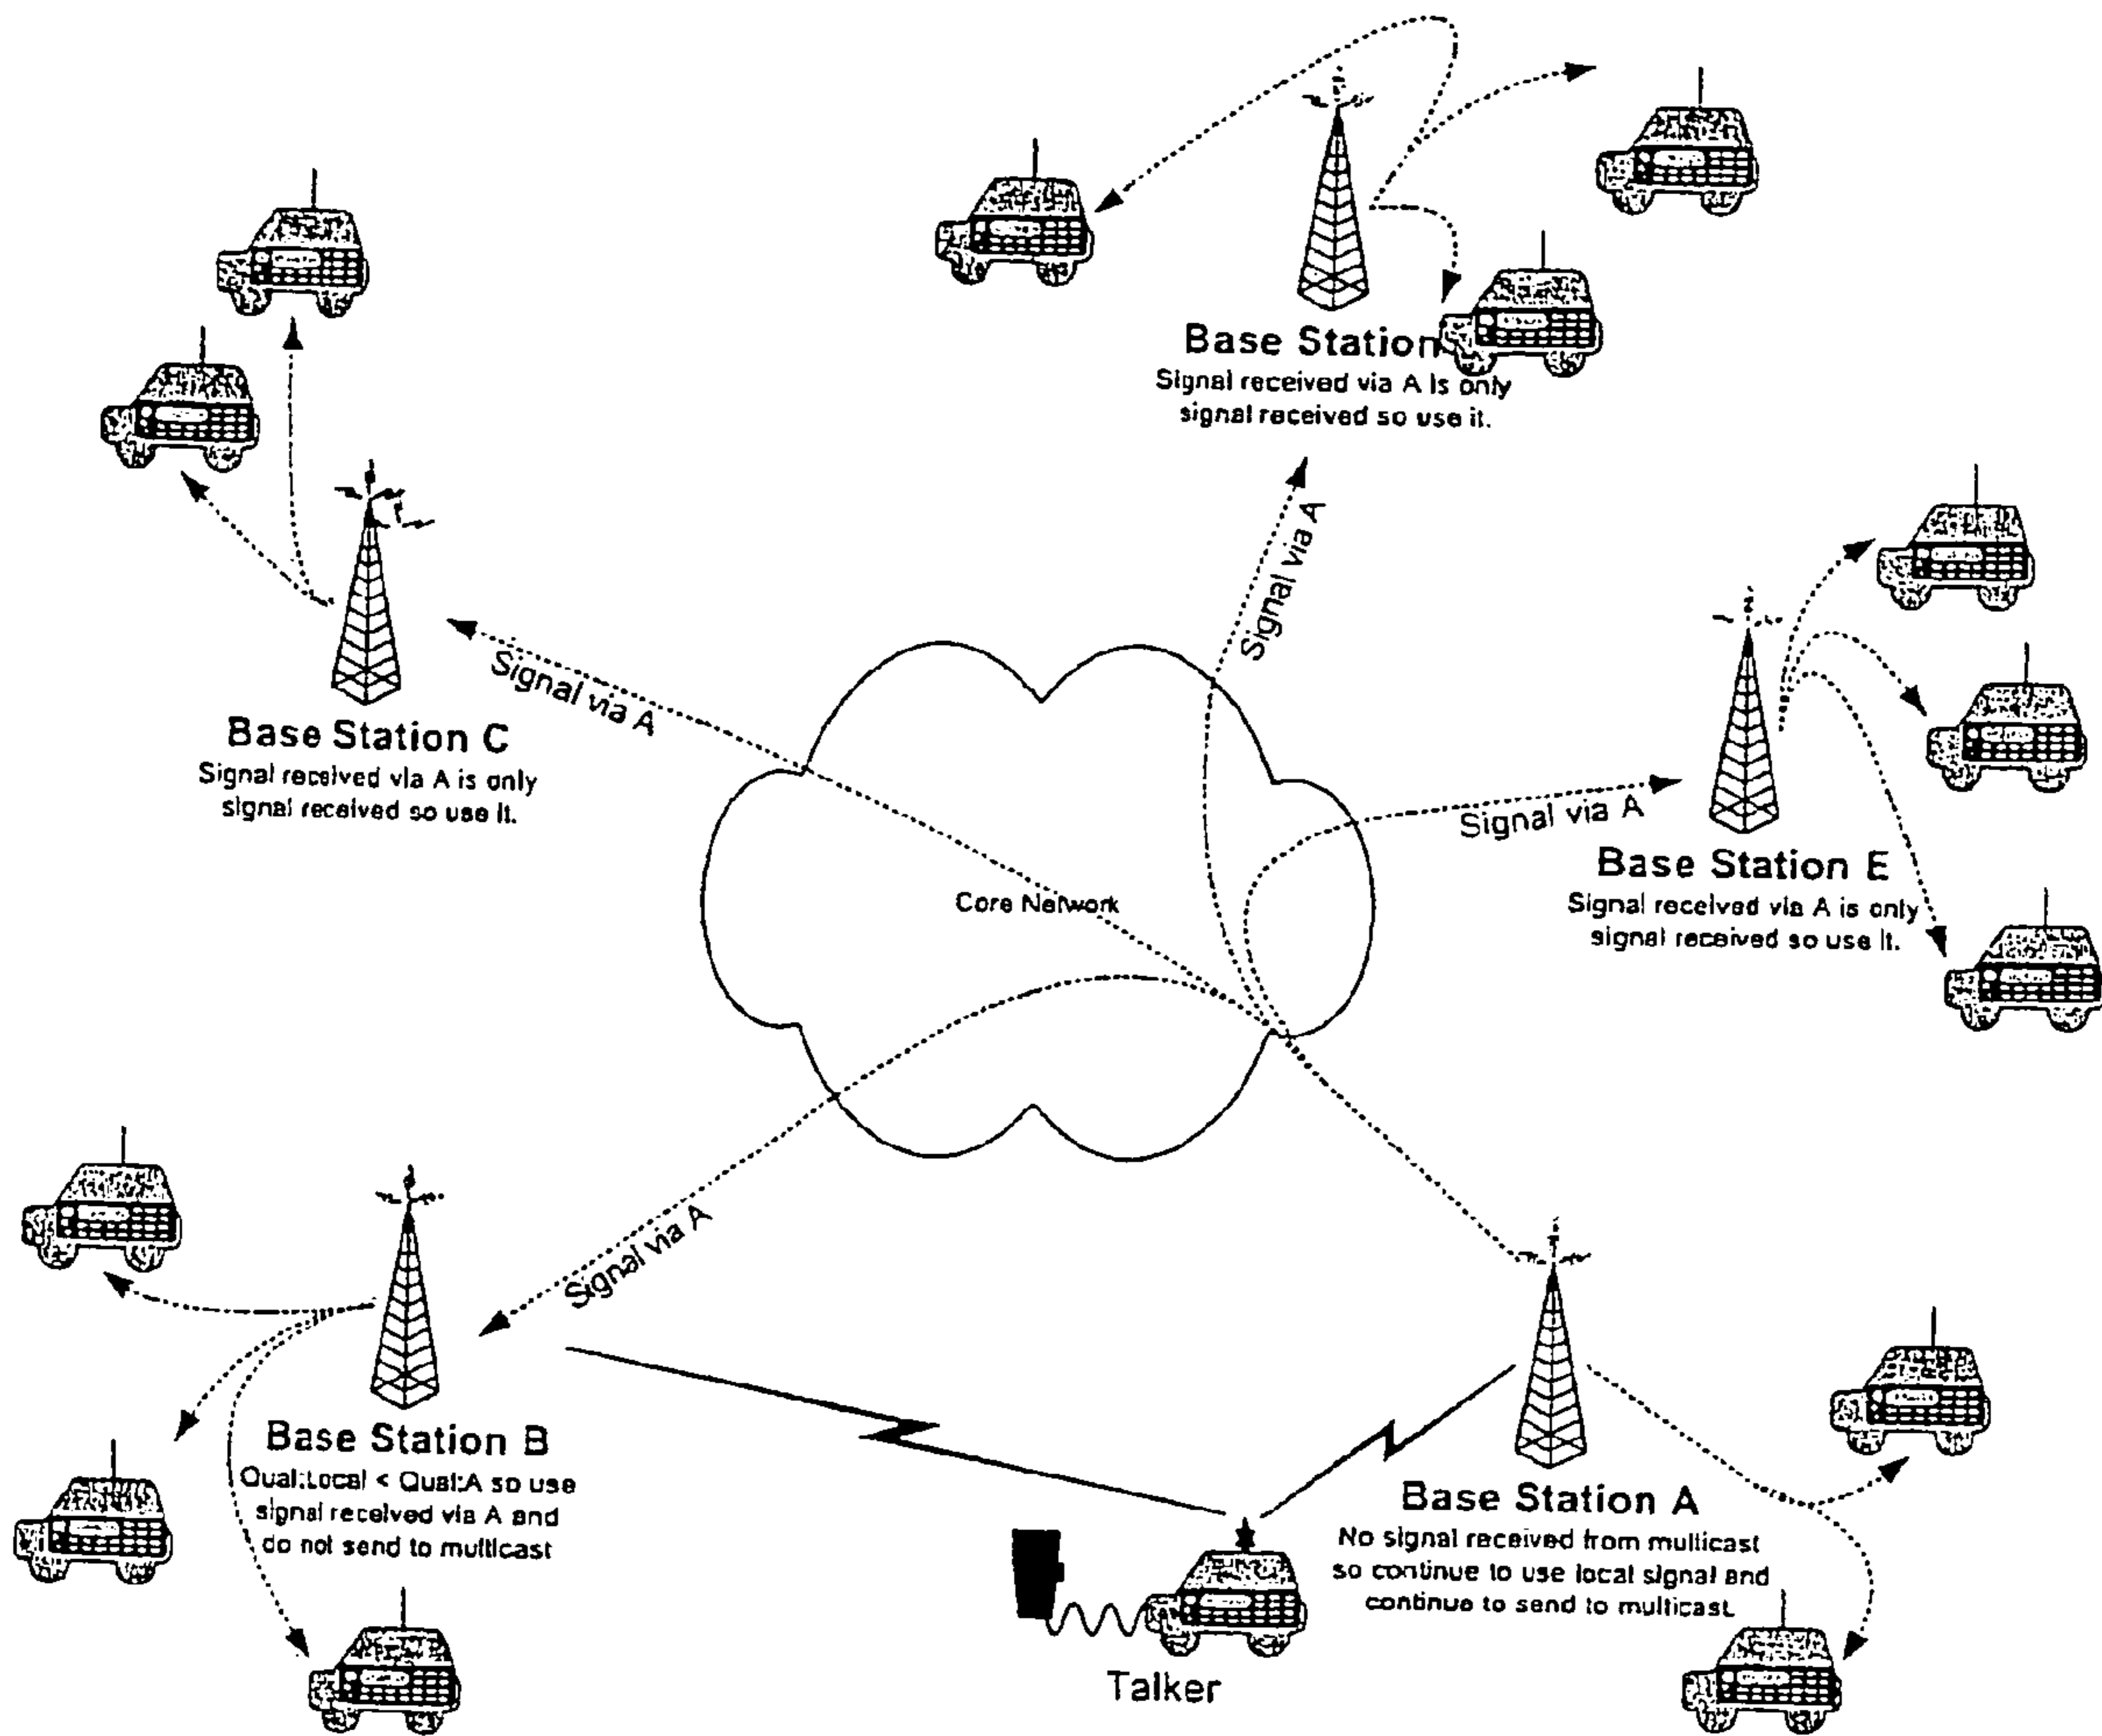 Base Station
Signal received via A is only
signal received so use it.
Signal via A
Signal via A
Base Station C
Signal received via A is only
signal received so use it.
Signal via A
Base Station E
Signal received via A is only
signal received so use it.
Core Network
Signal via A
Base Station B
Qual:Local < Qual:A so use
signal received via A and
do not send to multicast
Base Station A
No signal received from multicast
so continue to use local signal and
continue to send to multicast.
Talker